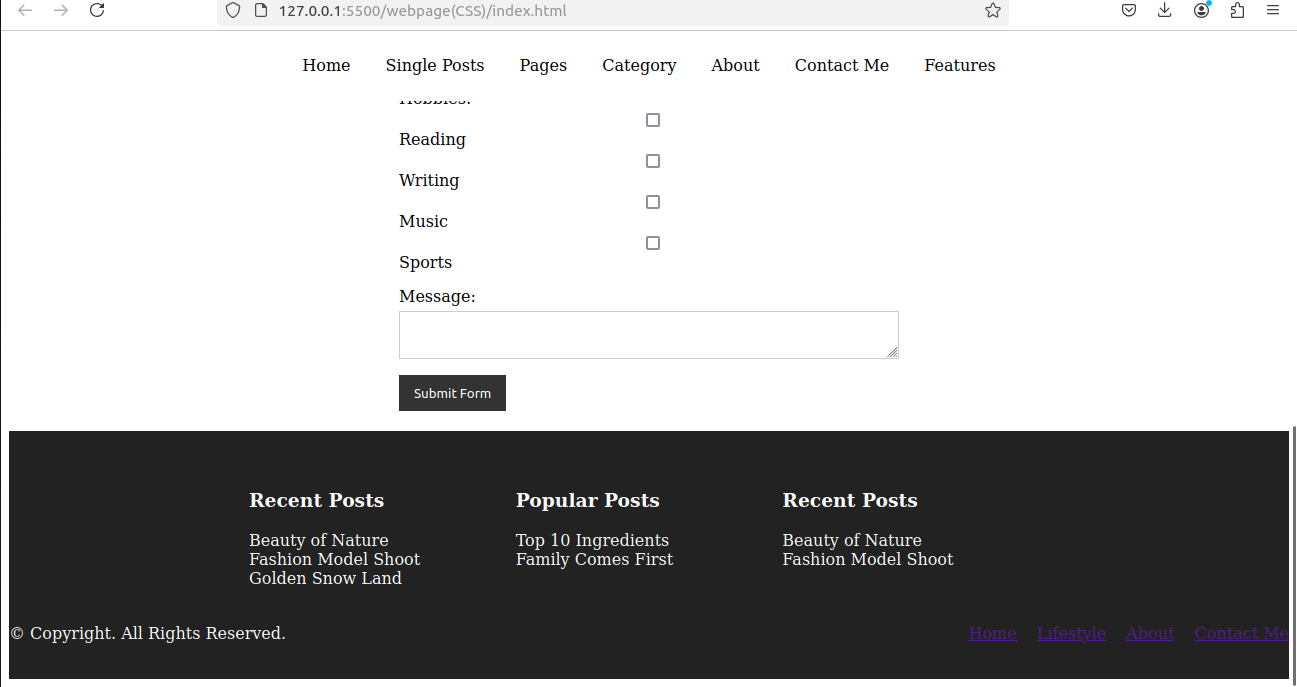 127.0.0.1:5500/webpage(CSS)/index.html
Home Single Posts Pages Category About Contact Me Features
Hobbies:
Reading
Writing
Music
Sports
Message:
Submit Form
Recent Posts Popular Posts Recent Posts
Beauty of Nature Top 10 Ingredients Beauty of Nature
Fashion Model Shoot Family Comes First Fashion Model Shoot
Golden Snow Land
© Copyright. All Rights Reserved. Home Lifestyle About Contact Me